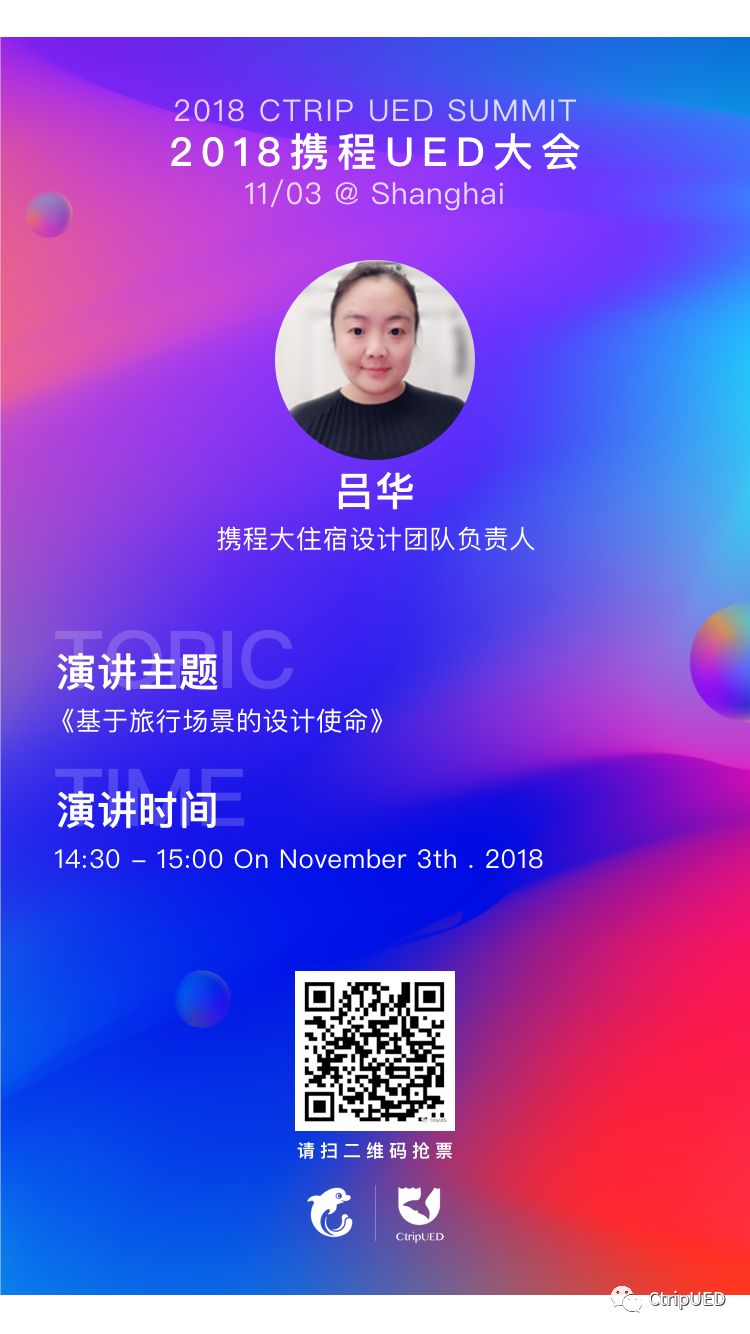 2018 CTRIP UED SUMMIT
2018携程UED大会
11/03 @ Shanghai
吕华
携程大住宿设计团队负责人
TOPIC
演讲主题
《基于旅行场景的设计使命》
TIME
演讲时间
14:30 – 15:00 On November 3th . 2018
请扫二维码抢票
CtripUED
CtripUED